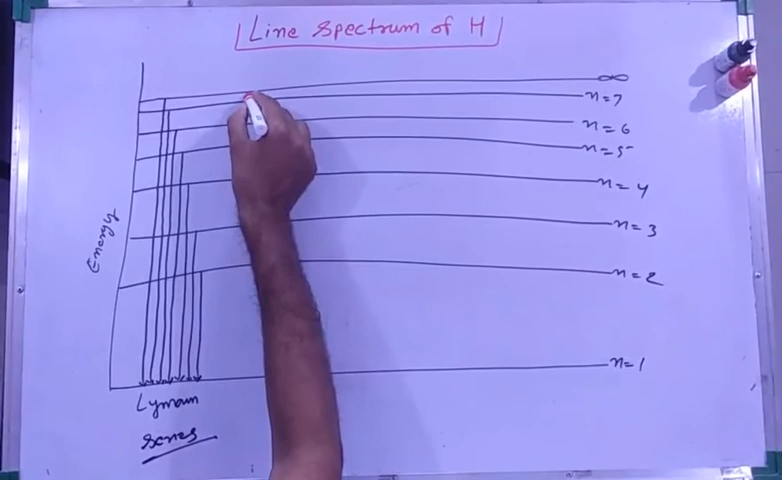 Line Spectrum of H
∞
n=7
n=6
n=5
n=4
n=3
n=2
n=1
Energy
Lyman
Series